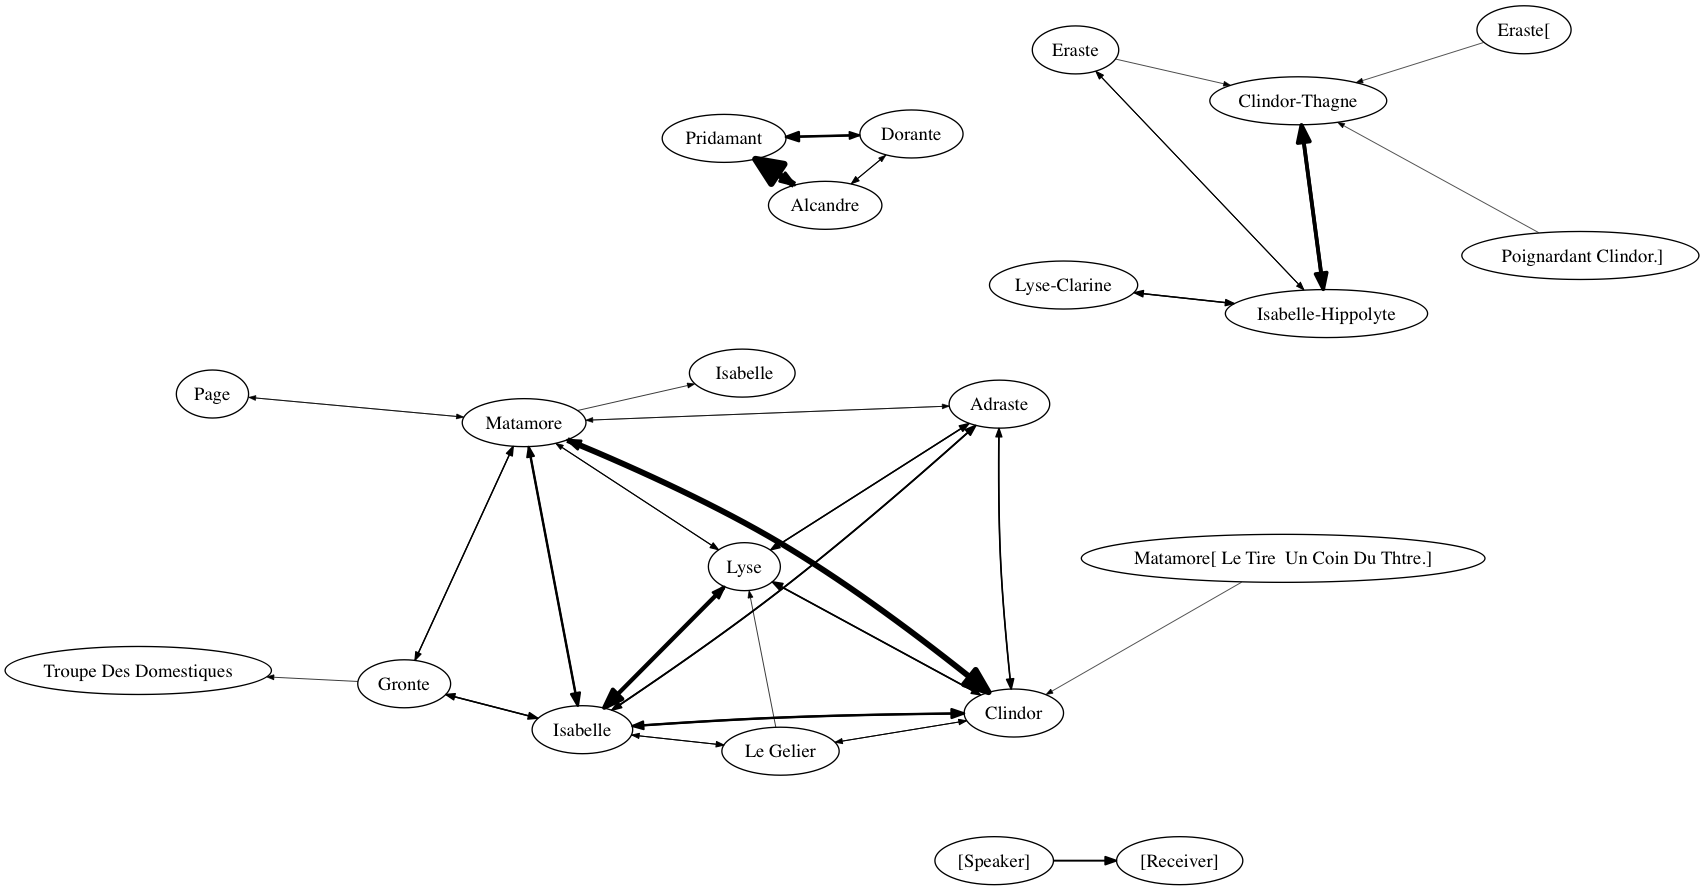 Eraste[
Eraste
Clindor-Thagne
Pridamant
Dorante
Alcandre
Poignardant Clindor.]
Lyse-Clarine
Isabelle-Hippolyte
Isabelle
Page
Adraste
Matamore
Matamore[ Le Tire  Un Coin Du Thtre.]
Lyse
Troupe Des Domestiques
Gronte
Clindor
Isabelle
Le Gelier
[Speaker]
[Receiver]